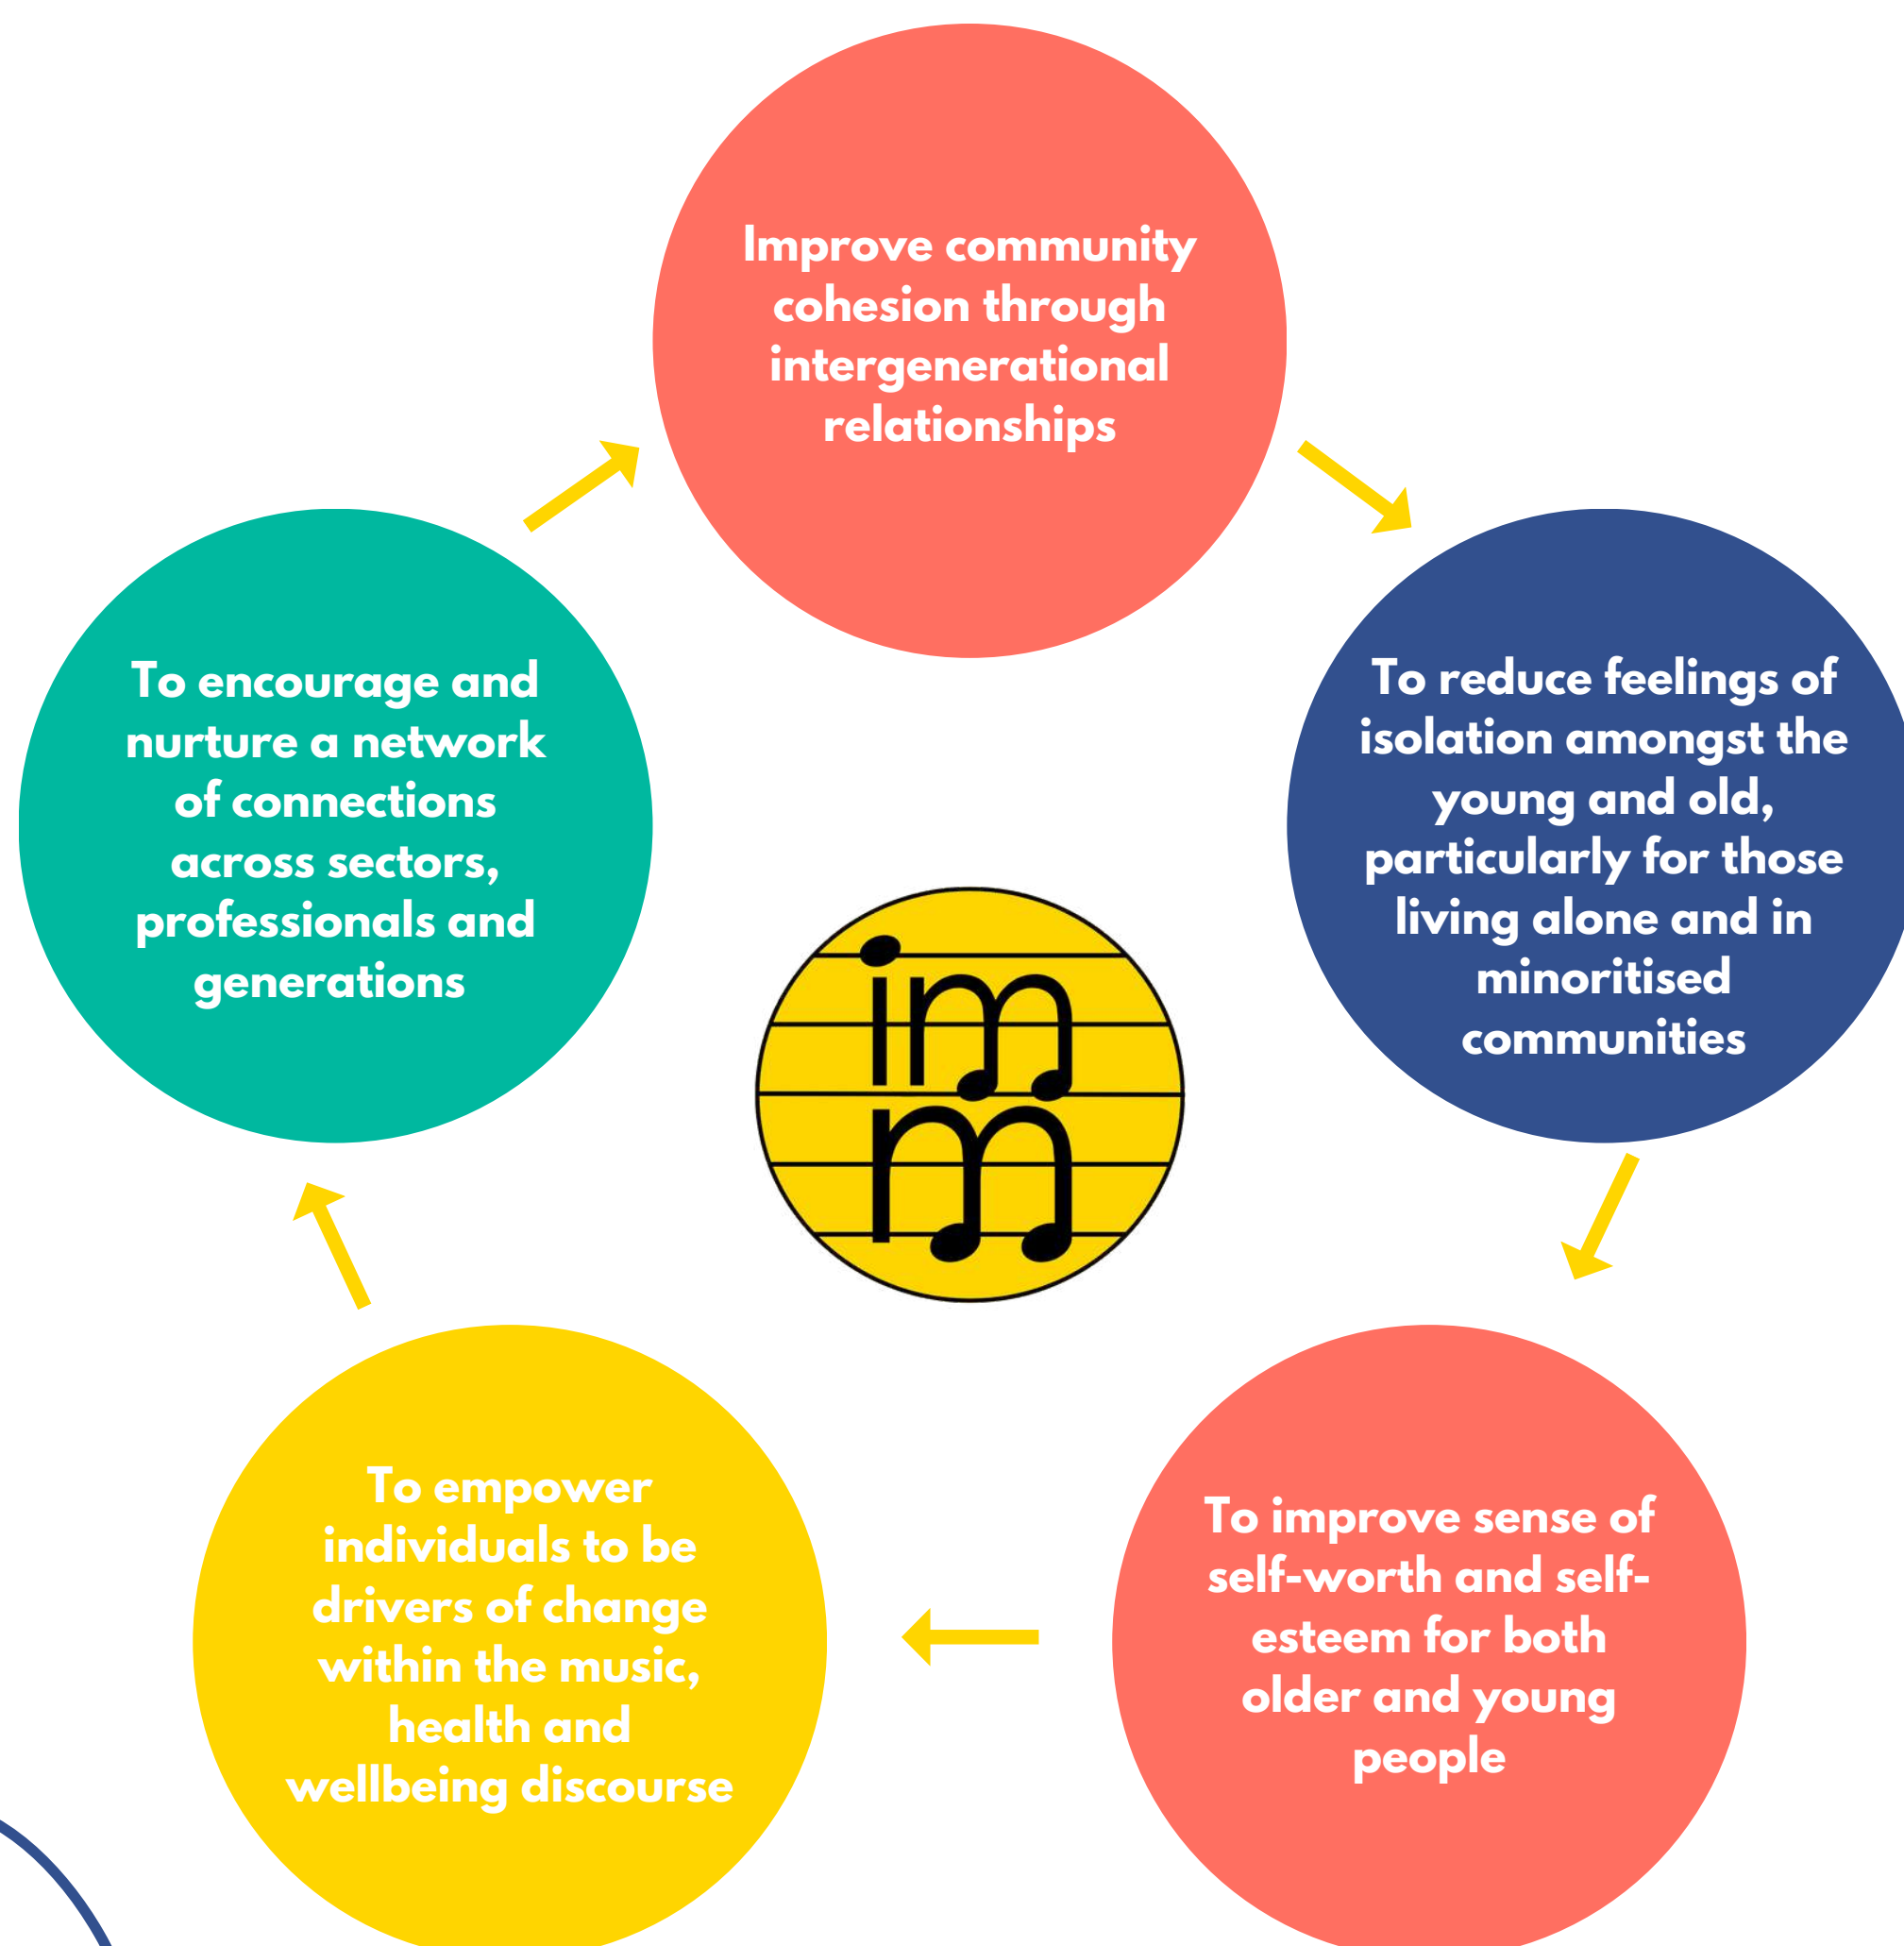 Improve community
cohesion through
intergenerational
relationships
To reduce feelings of
isolation amongst the
young and old,
particularly for those
living alone and in
minoritised
communities
To improve sense of
self-worth and self-
esteem for both
older and young
people
To empower
individuals to be
drivers of change
within the music,
health and
wellbeing discourse
To encourage and
nurture a network
of connections
across sectors,
professionals and
generations
im
m